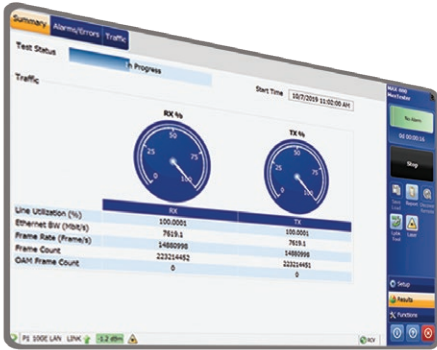 Summary Alarms/Errors Traffic
Test Status In Progress
Start Time 10/7/2019 11:02:00 AM
Traffic
RX % TX %
0 25 50 75 100
0 25 50 75 100
RX TX
Line Utilization (%) 100.0001 100.0001
Ethernet BW (Mbit/s) 7619.1 7619.1
Frame Rate (Frame/s) 14880998 14880998
Frame Count 223214452 223214451
OAM Frame Count 0 0
No Alarm
0d 00:00:16
Stop
Report
Laser
Setup
Results
Functions
P1 100E LAN LINK -1.2 dBm